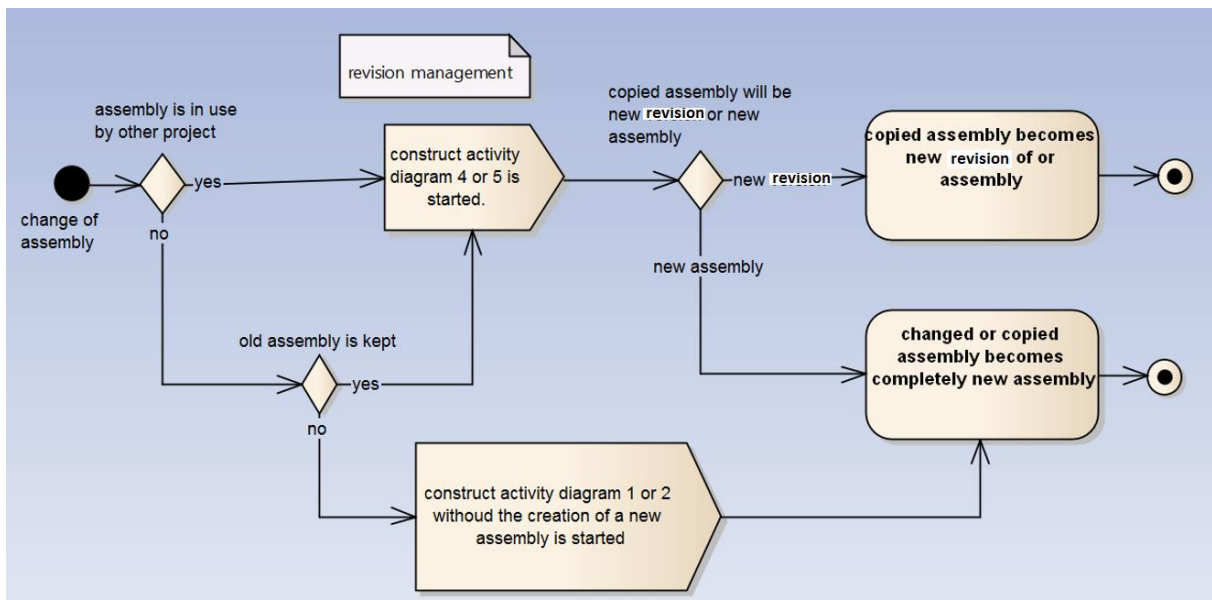 revision management
assembly is in use
by other project
change of
assembly
yes
no
construct activity
diagram 4 or 5 is
started.
copied assembly will be
new revision or new
assembly
new revision
copied assembly becomes
new revision of or
assembly
new assembly
old assembly is kept
yes
no
changed or copied
assembly becomes
completely new assembly
construct activity diagram 1 or 2
withoud the creation of a new
assembly is started